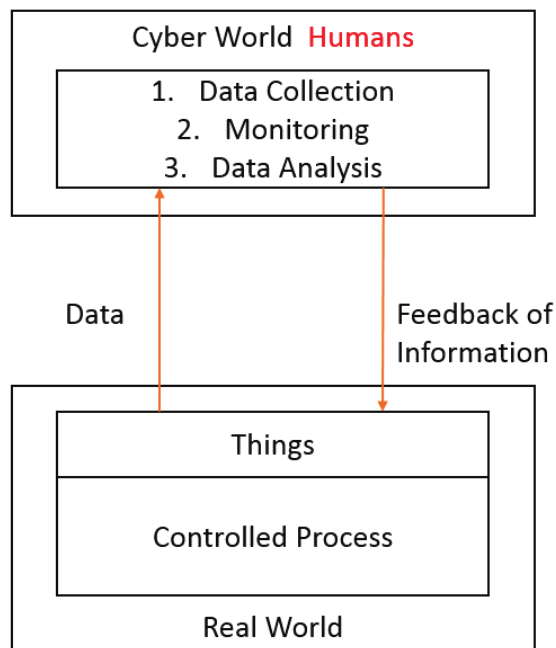 Cyber World Humans
1. Data Collection
2. Monitoring
3. Data Analysis
Data
Feedback of
Information
Things
Controlled Process
Real World